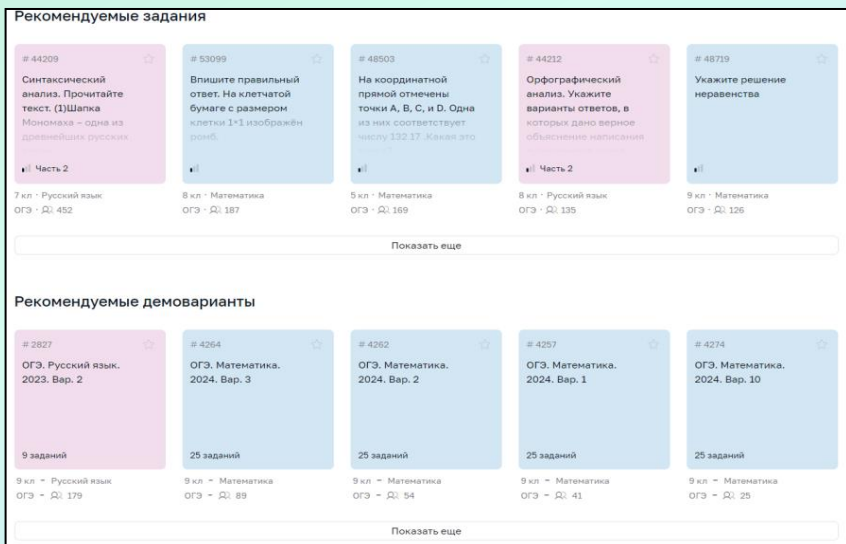 Рекомендуемые задания
# 44209
Синтаксический
анализ. Прочитайте
текст. (1)Шапка
Мономаха – одна из
древнейших русских
Часть 2
7 кл · Русский язык
ОГЭ · 452
# 53099
Впишите правильный
ответ. На клетчатой
бумаге с размером
клетки 1×1 изображён
ромб.
8 кл · Математика
ОГЭ · 187
# 48503
На координатной
прямой отмечены
точки A, B, C, и D. Одна
из них соответствует
числу 132 17 .Какая это
5 кл · Математика
ОГЭ · 169
# 44212
Орфографический
анализ. Укажите
варианты ответов, в
которых дано верное
объяснение написания
Часть 2
8 кл · Русский язык
ОГЭ · 135
# 48719
Укажите решение
неравенства
9 кл · Математика
ОГЭ · 126
Показать еще
Рекомендуемые демоварианты
# 2827
ОГЭ. Русский язык.
2023. Вар. 2
9 заданий
9 кл – Русский язык
ОГЭ – 179
# 4264
ОГЭ. Математика.
2024. Вар. 3
25 заданий
9 кл – Математика
ОГЭ – 89
# 4262
ОГЭ. Математика.
2024. Вар. 2
25 заданий
9 кл – Математика
ОГЭ – 54
# 4257
ОГЭ. Математика.
2024. Вар. 1
25 заданий
9 кл – Математика
ОГЭ – 41
# 4274
ОГЭ. Математика.
2024. Вар. 10
25 заданий
9 кл – Математика
ОГЭ – 25
Показать еще